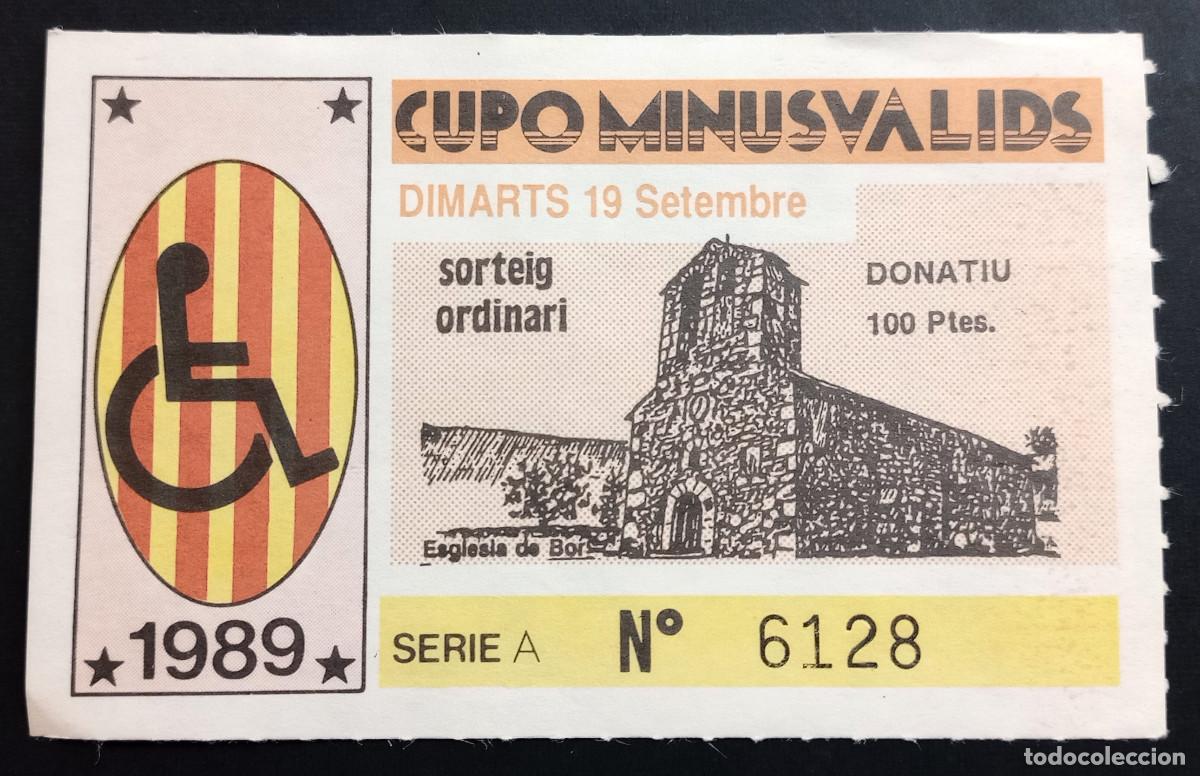 CUPO MINUSVALIDS
DIMARTS 19 Setembre
sorteig
ordinari
DONATIU
100 Ptes.
Esglesia de Bor
1989
SERIE A Nº 6128
todocoleccion